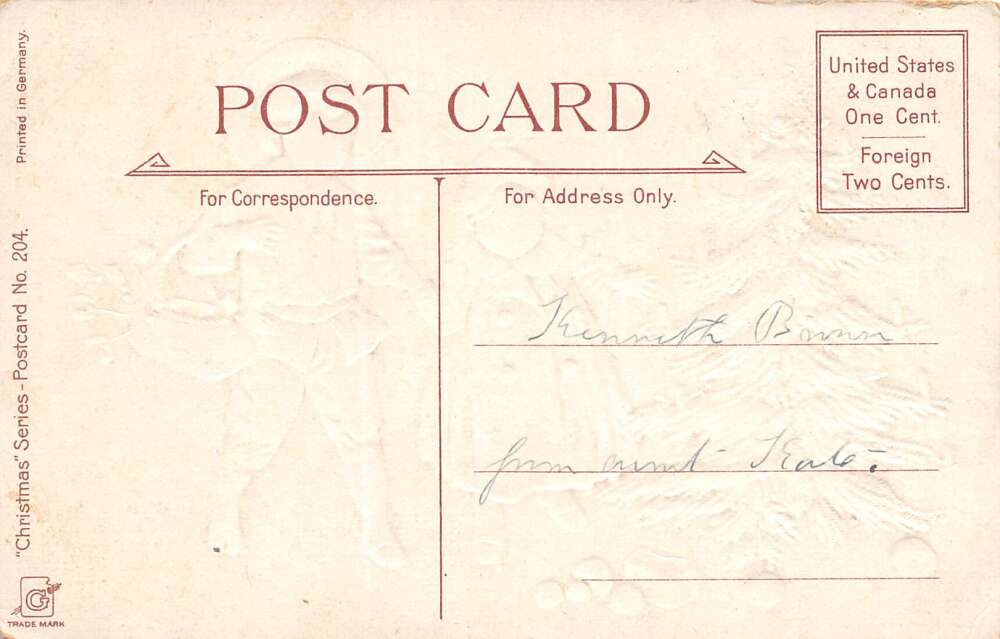 POST CARD
United States
& Canada
One Cent.
Foreign
Two Cents.
For Correspondence.
For Address Only.
Kenneth Brown
from aunt Kate.
Printed in Germany.
"Christmas" Series - Postcard No. 204.
G
TRADE MARK